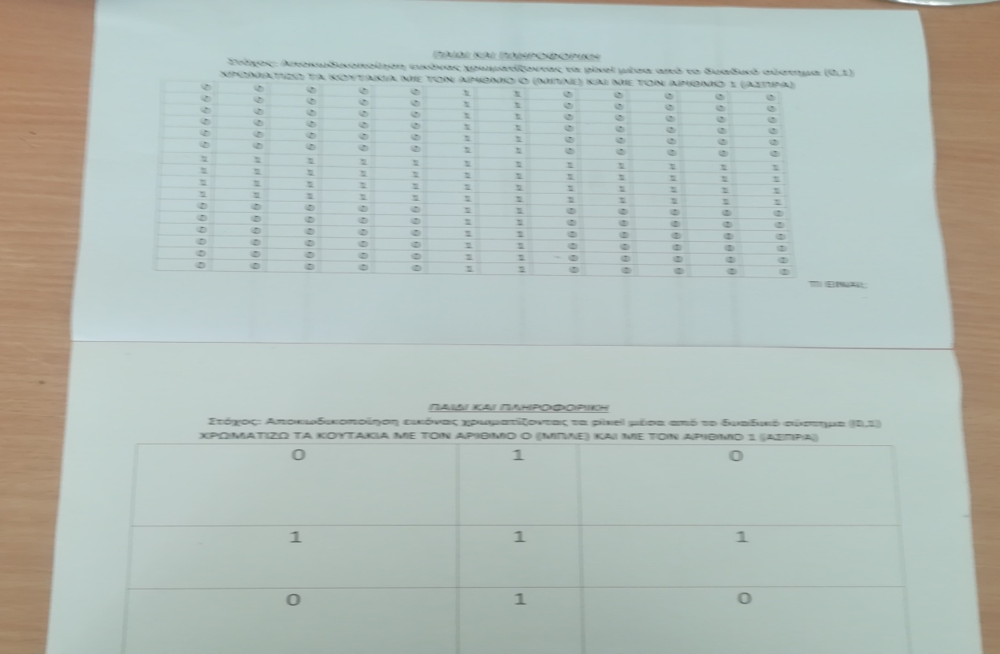 ΠΑΙΔΙ ΚΑΙ ΠΛΗΡΟΦΟΡΙΚΗ
Στόχος: Αποκωδικοποίηση εικόνας χρωματίζοντας τα pixel μέσα από το δυαδικό σύστημα (0,1)
ΧΡΩΜΑΤΙΖΩ ΤΑ ΚΟΥΤΑΚΙΑ ΜΕ ΤΟΝ ΑΡΙΘΜΟ Ο (ΜΠΛΕ) ΚΑΙ ΜΕ ΤΟΝ ΑΡΙΘΜΟ 1 (ΑΣΠΡΑ)
0 0 0 0 0 1 1 0 0 0 0 0
0 0 0 0 0 1 1 0 0 0 0 0
0 0 0 0 0 1 1 0 0 0 0 0
0 0 0 0 0 1 1 0 0 0 0 0
0 0 0 0 0 1 1 0 0 0 0 0
0 0 0 0 0 1 1 0 0 0 0 0
1 1 1 1 1 1 1 1 1 1 1 1
1 1 1 1 1 1 1 1 1 1 1 1
1 1 1 1 1 1 1 1 1 1 1 1
1 1 1 1 1 1 1 1 1 1 1 1
0 0 0 0 0 1 1 0 0 0 0 0
0 0 0 0 0 1 1 0 0 0 0 0
0 0 0 0 0 1 1 0 0 0 0 0
0 0 0 0 0 1 1 0 0 0 0 0
0 0 0 0 0 1 1 0 0 0 0 0
0 0 0 0 0 1 1 0 0 0 0 0
ΤΙ ΕΙΝΑΙ;
ΠΑΙΔΙ ΚΑΙ ΠΛΗΡΟΦΟΡΙΚΗ
Στόχος: Αποκωδικοποίηση εικόνας χρωματίζοντας τα pixel μέσα από το δυαδικό σύστημα (0,1)
ΧΡΩΜΑΤΙΖΩ ΤΑ ΚΟΥΤΑΚΙΑ ΜΕ ΤΟΝ ΑΡΙΘΜΟ Ο (ΜΠΛΕ) ΚΑΙ ΜΕ ΤΟΝ ΑΡΙΘΜΟ 1 (ΑΣΠΡΑ)
0 1 0
1 1 1
0 1 0